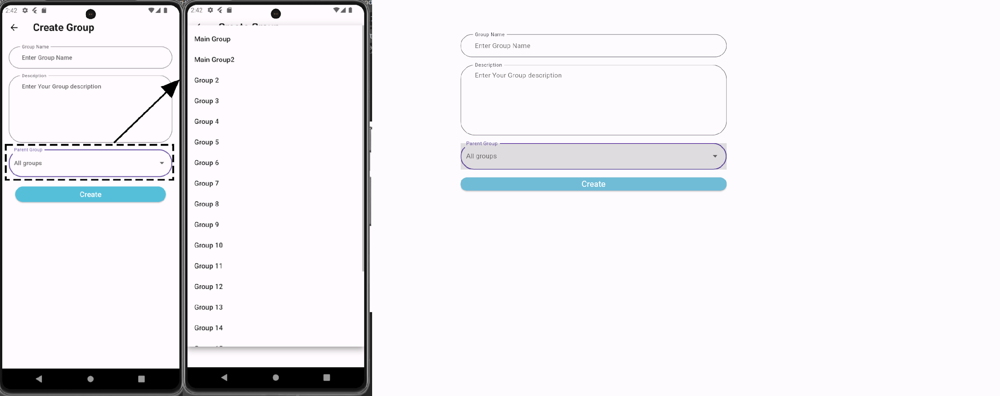 2:42
Create Group
Group Name
Enter Group Name
Description
Enter Your Group description
Parent Group
All groups
Create
2:42
Main Group
Main Group2
Group 2
Group 3
Group 4
Group 5
Group 6
Group 7
Group 8
Group 9
Group 10
Group 11
Group 12
Group 13
Group 14
Group Name
Enter Group Name
Description
Enter Your Group description
Parent Group
All groups
Create